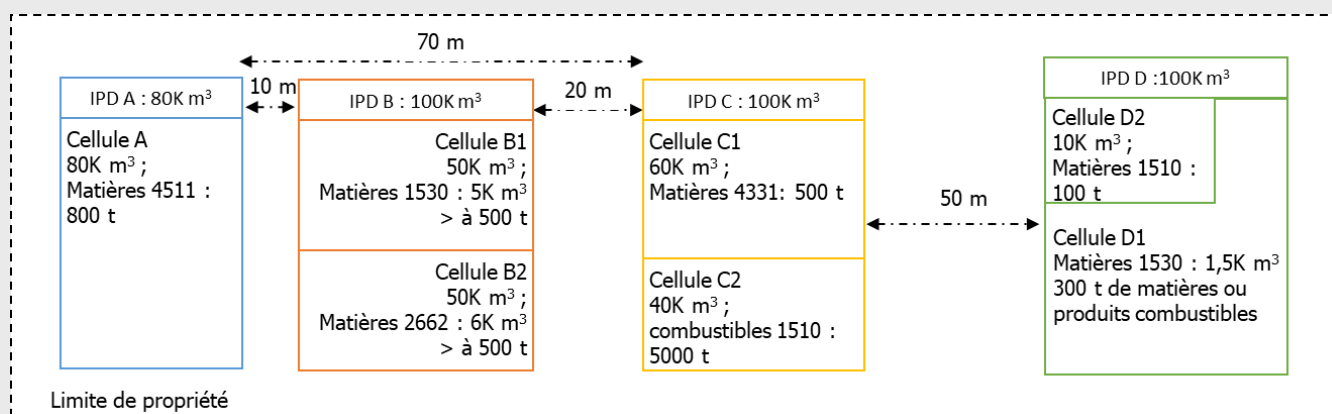 70 m
10 m
20 m
50 m
IPD A : 80K m³
Cellule A
80K m³ ;
Matières 4511 :
800 t
IPD B : 100K m³
Cellule B1
50K m³ ;
Matières 1530 : 5K m³
> à 500 t
Cellule B2
50K m³ ;
Matières 2662 : 6K m³
> à 500 t
IPD C : 100K m³
Cellule C1
60K m³ ;
Matières 4331: 500 t
Cellule C2
40K m³ ;
combustibles 1510 :
5000 t
IPD D :100K m³
Cellule D2
10K m³ ;
Matières 1510 :
100 t
Cellule D1
Matières 1530 : 1,5K m³
300 t de matières ou
produits combustibles
Limite de propriété